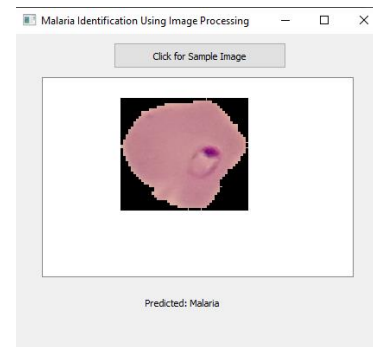 Malaria Identification Using Image Processing
Click for Sample Image
Predicted: Malaria